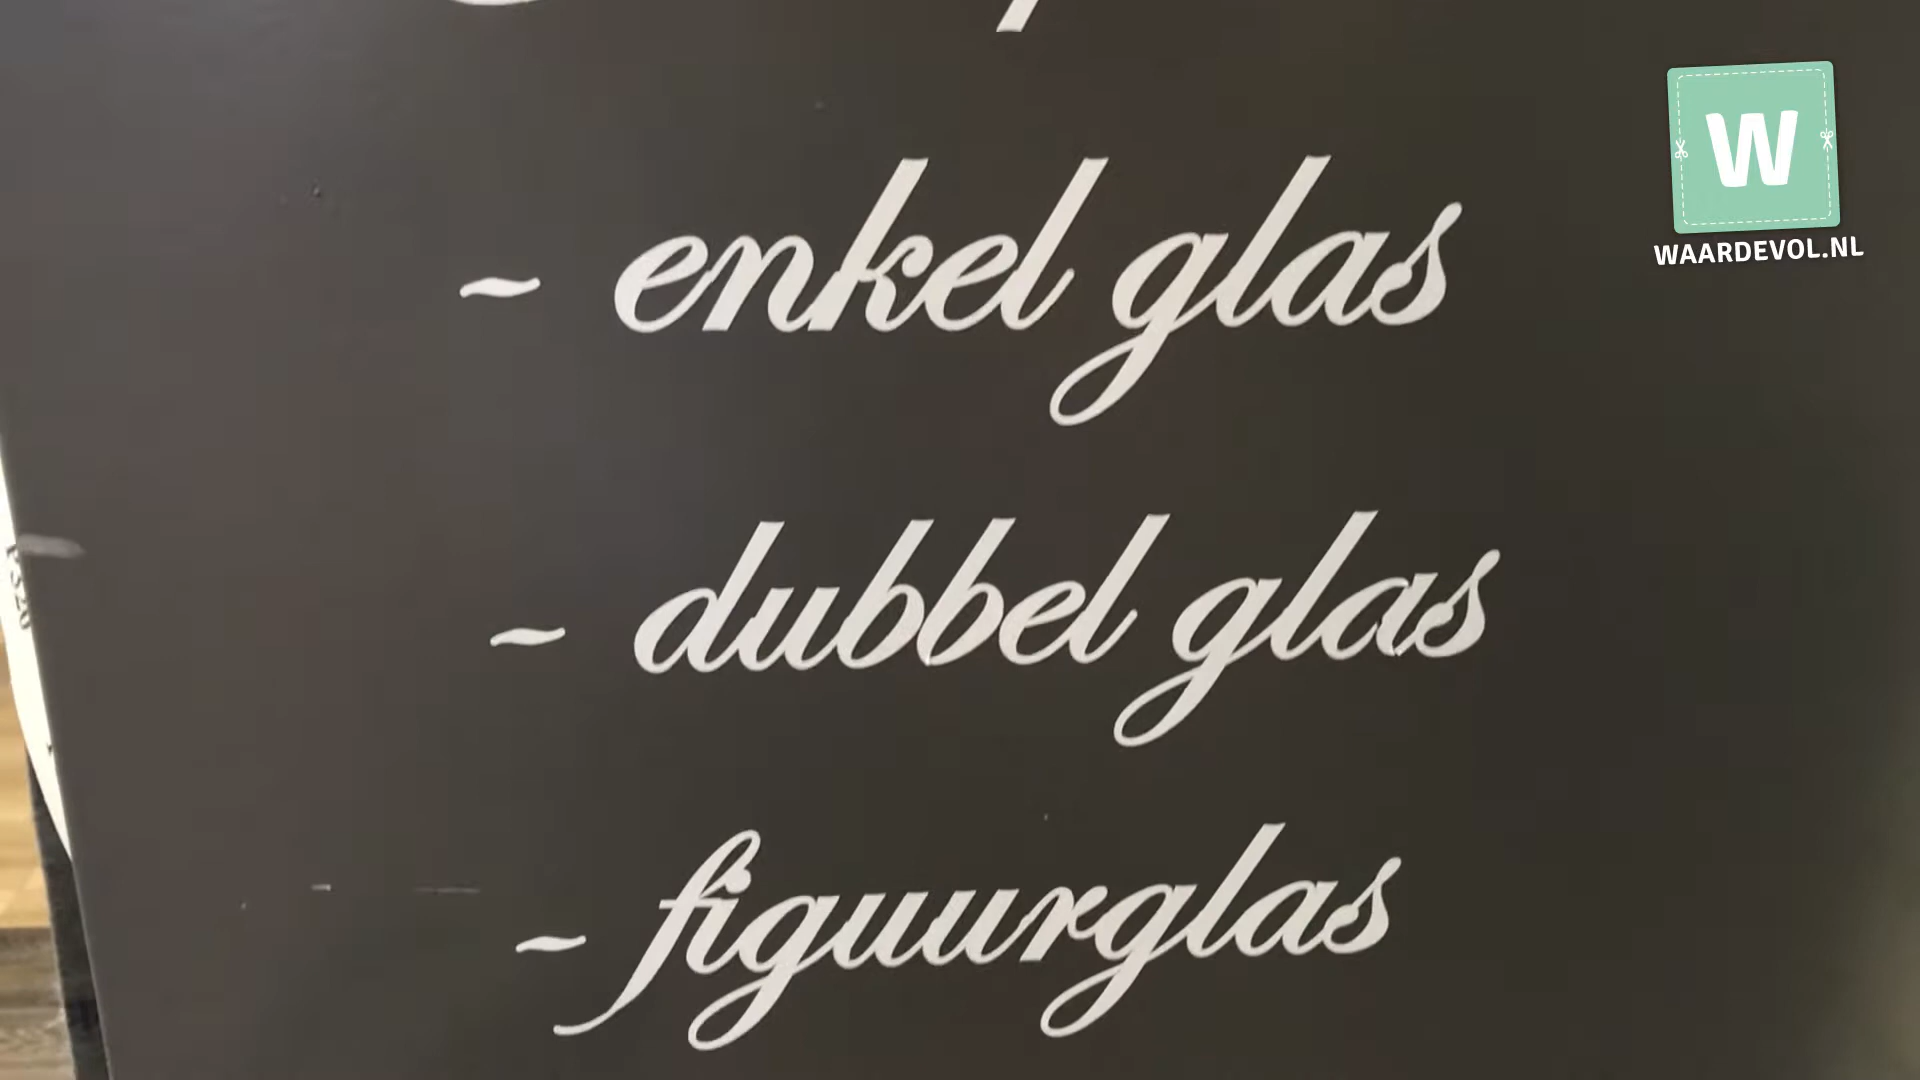 ~ enkel glas
~ dubbel glas
~ figuurglas
W
WAARDEVOL.NL